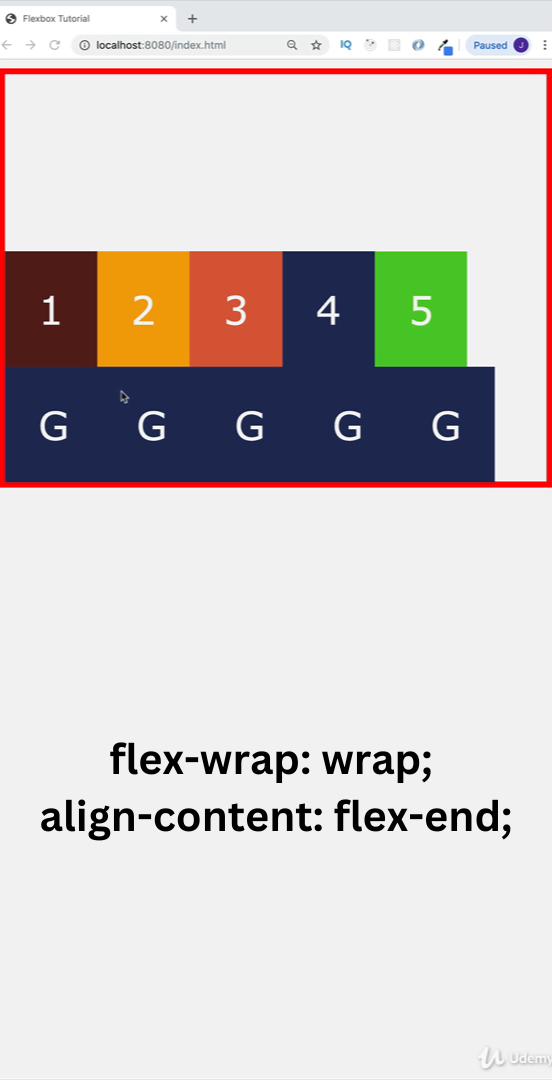 Flexbox Tutorial
localhost:8080/index.html
IQ
Paused
J
1 2 3 4 5
G G G G G
flex-wrap: wrap;
align-content: flex-end;
Udemy